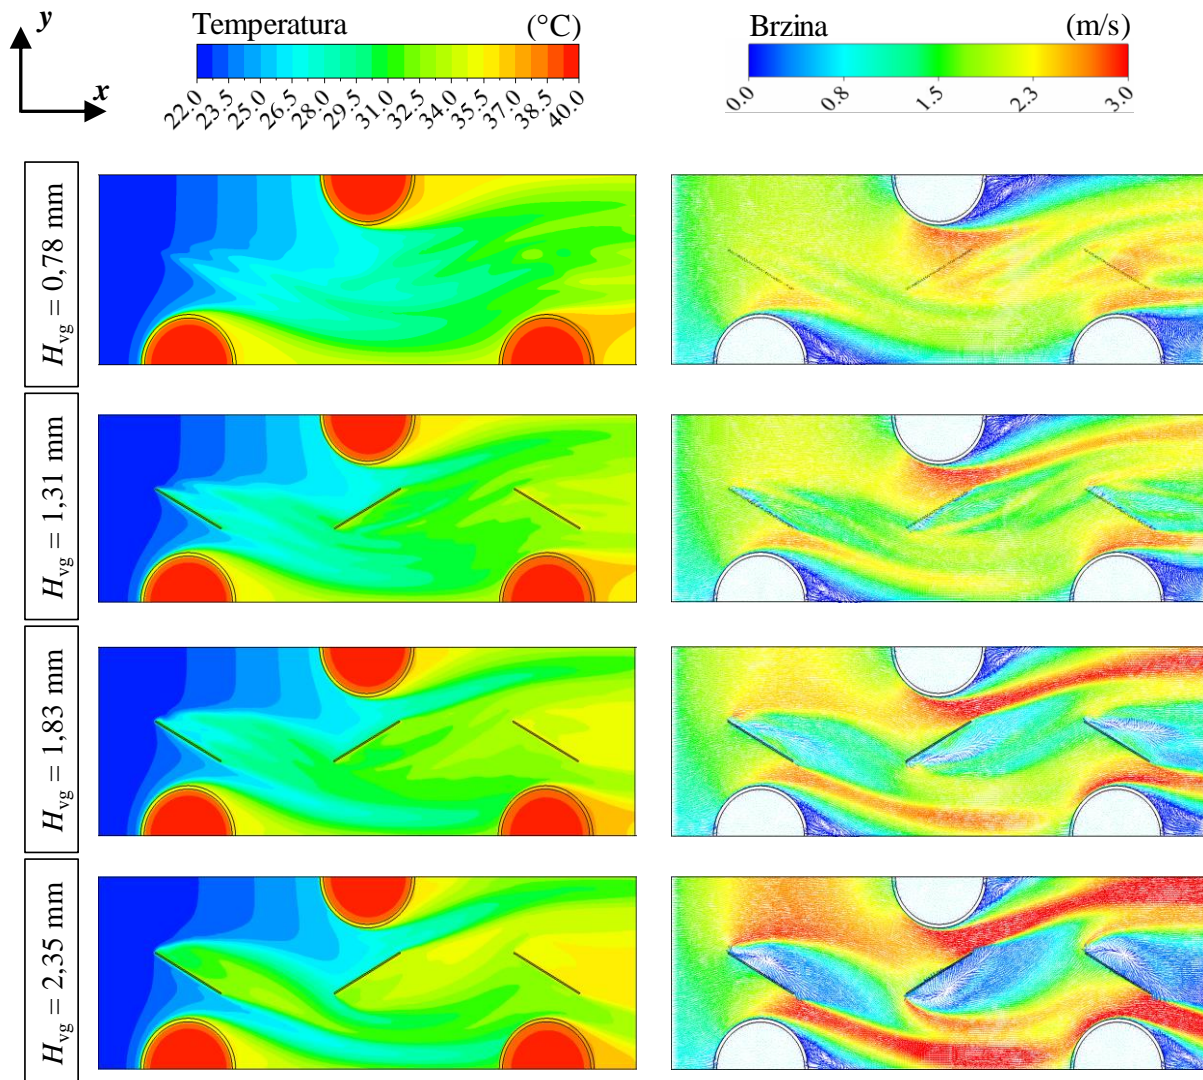 y
x
Temperatura (°C)
22.0 23.5 25.0 26.5 28.0 29.5 31.0 32.5 34.0 35.5 37.0 38.5 40.0
Brzina (m/s)
0.0 0.8 1.5 2.3 3.0
Hvg = 0,78 mm
Hvg = 1,31 mm
Hvg = 1,83 mm
Hvg = 2,35 mm